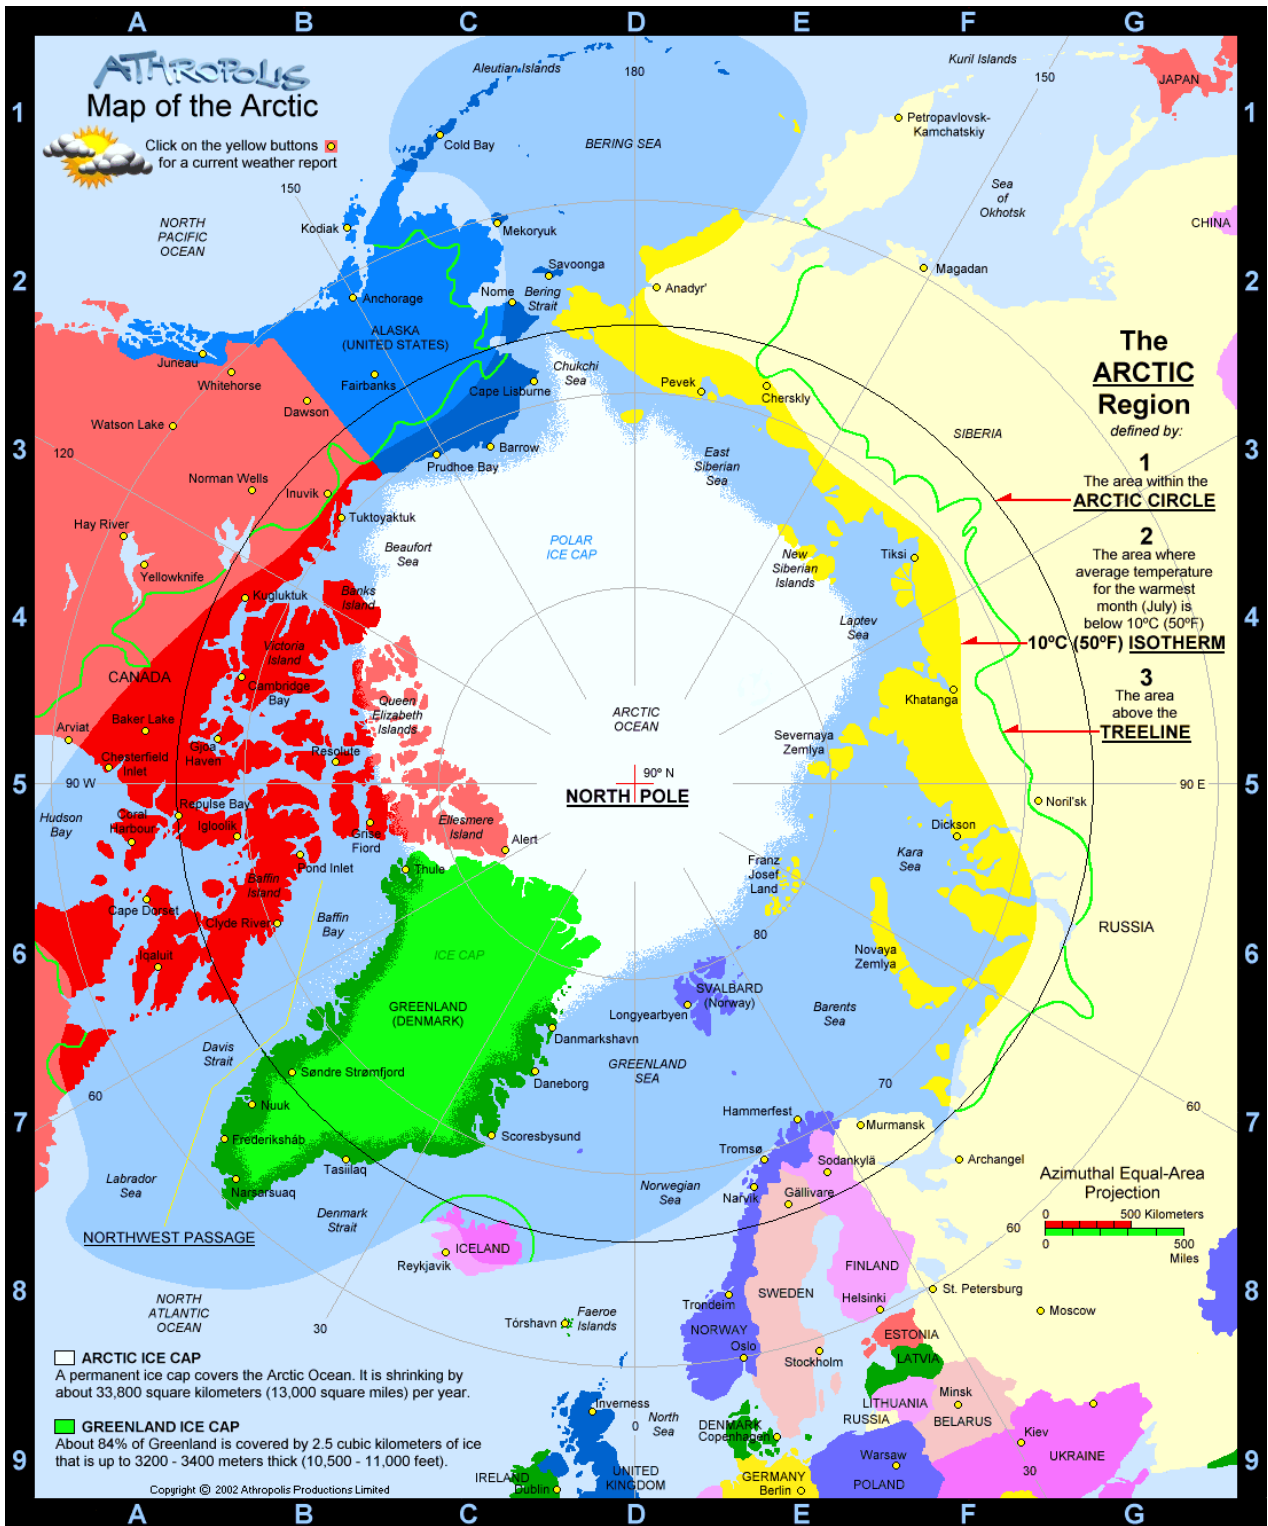 A B C D E F G
ATHROPOLIS
Map of the Arctic
Click on the yellow buttons
for a current weather report
1
2
3
4
5
6
7
8
9
1
2
3
4
5
6
7
8
9
Aleutian Islands
180
Kuril Islands
150
JAPAN
Petropavlovsk-
Kamchatskiy
Cold Bay
BERING SEA
150
Sea
of
Okhotsk
CHINA
NORTH
PACIFIC
OCEAN
Kodiak
Mekoryuk
Magadan
Savoonga
Anadyr'
Nome
Bering
Strait
Anchorage
ALASKA
(UNITED STATES)
Juneau
Whitehorse
Fairbanks
Chukchi
Sea
Cape Lisburne
Pevek
Cherskly
Dawson
Watson Lake
120
Barrow
Prudhoe Bay
East
Siberian
Sea
SIBERIA
Norman Wells
Inuvik
Tuktoyaktuk
Hay River
Yellowknife
Beaufort
Sea
POLAR
ICE CAP
New
Siberian
Islands
Tiksi
Kugluktuk
Banks
Island
Laptev
Sea
Victoria
Island
CANADA
Cambridge
Bay
Queen
Elizabeth
Islands
Khatanga
Arviat
Baker Lake
ARCTIC
OCEAN
Severnaya
Zemlya
Chesterfield
Inlet
Gjoa
Haven
Resolute
90 W
90º N
NORTH POLE
90 E
Noril'sk
Hudson
Bay
Coral
Harbour
Repulse Bay
Igloolik
Grise
Fiord
Ellesmere
Island
Alert
Dickson
Kara
Sea
Pond Inlet
Thule
Franz
Josef
Land
Baffin
Island
Cape Dorset
Clyde River
Baffin
Bay
80
RUSSIA
Iqaluit
ICE CAP
Novaya
Zemlya
GREENLAND
(DENMARK)
SVALBARD
(Norway)
Longyearbyen
Barents
Sea
Davis
Strait
Danmarkshavn
GREENLAND
SEA
Søndre Strømfjord
Daneborg
60
70
60
Nuuk
Hammerfest
Murmansk
Frederikshåb
Scoresbysund
Tromsø
Archangel
Tasiilaq
Sodankylä
Labrador
Sea
Narsarsuaq
Norwegian
Sea
Narvik
Gällivare
Denmark
Strait
NORTHWEST PASSAGE
ICELAND
Reykjavik
FINLAND
60
SWEDEN
Helsinki
St. Petersburg
Moscow
NORTH
ATLANTIC
OCEAN
30
Tórshavn
Faeroe
Islands
Trondeim
NORWAY
Oslo
Stockholm
ESTONIA
LATVIA
LITHUANIA
RUSSIA
Minsk
BELARUS
Inverness
North
Sea
0
DENMARK
Copenhagen
Kiev
UKRAINE
Warsaw
POLAND
30
IRELAND
Dublin
UNITED
KINGDOM
GERMANY
Berlin
The
ARCTIC
Region
defined by:
1
The area within the
ARCTIC CIRCLE
2
The area where
average temperature
for the warmest
month (July) is
below 10ºC (50ºF)
10ºC (50ºF) ISOTHERM
3
The area
above the
TREELINE
Azimuthal Equal-Area
Projection
0 500 Kilometers
0 500
Miles
ARCTIC ICE CAP
A permanent ice cap covers the Arctic Ocean. It is shrinking by
about 33,800 square kilometers (13,000 square miles) per year.
GREENLAND ICE CAP
About 84% of Greenland is covered by 2.5 cubic kilometers of ice
that is up to 3200 - 3400 meters thick (10,500 - 11,000 feet).
Copyright © 2002 Athropolis Productions Limited
A B C D E F G